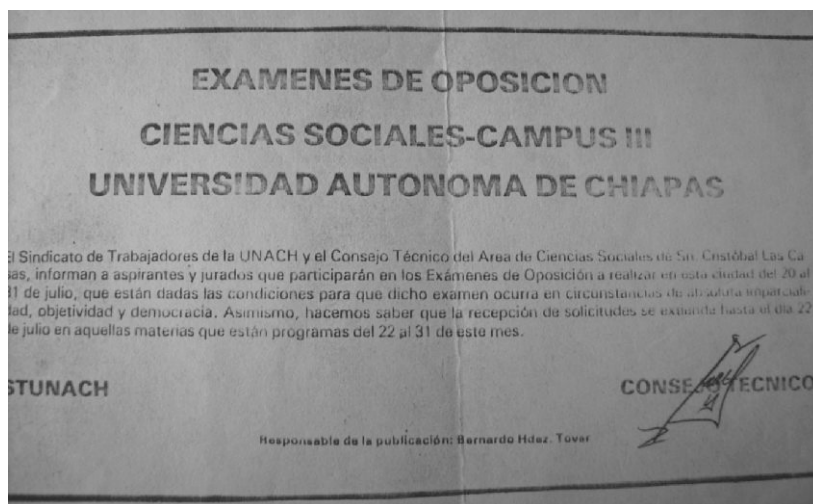 EXAMENES DE OPOSICION
CIENCIAS SOCIALES-CAMPUS III
UNIVERSIDAD AUTONOMA DE CHIAPAS
El Sindicato de Trabajadores de la UNACH y el Consejo Técnico del Area de Ciencias Sociales de Sn. Cristóbal Las Ca
sas, informan a aspirantes y jurados que participarán en los Exámenes de Oposición a realizar en esta ciudad del 20 al
31 de julio, que están dadas las condiciones para que dicho examen ocurra en circunstancias de absoluta imparciali-
dad, objetividad y democracia. Asimismo, hacemos saber que la recepción de solicitudes se extiende hasta el día 22
de julio en aquellas materias que están programas del 22 al 31 de este mes.
STUNACH
CONSEJO TECNICO
Responsable de la publicación: Bernardo Hdez. Tovar